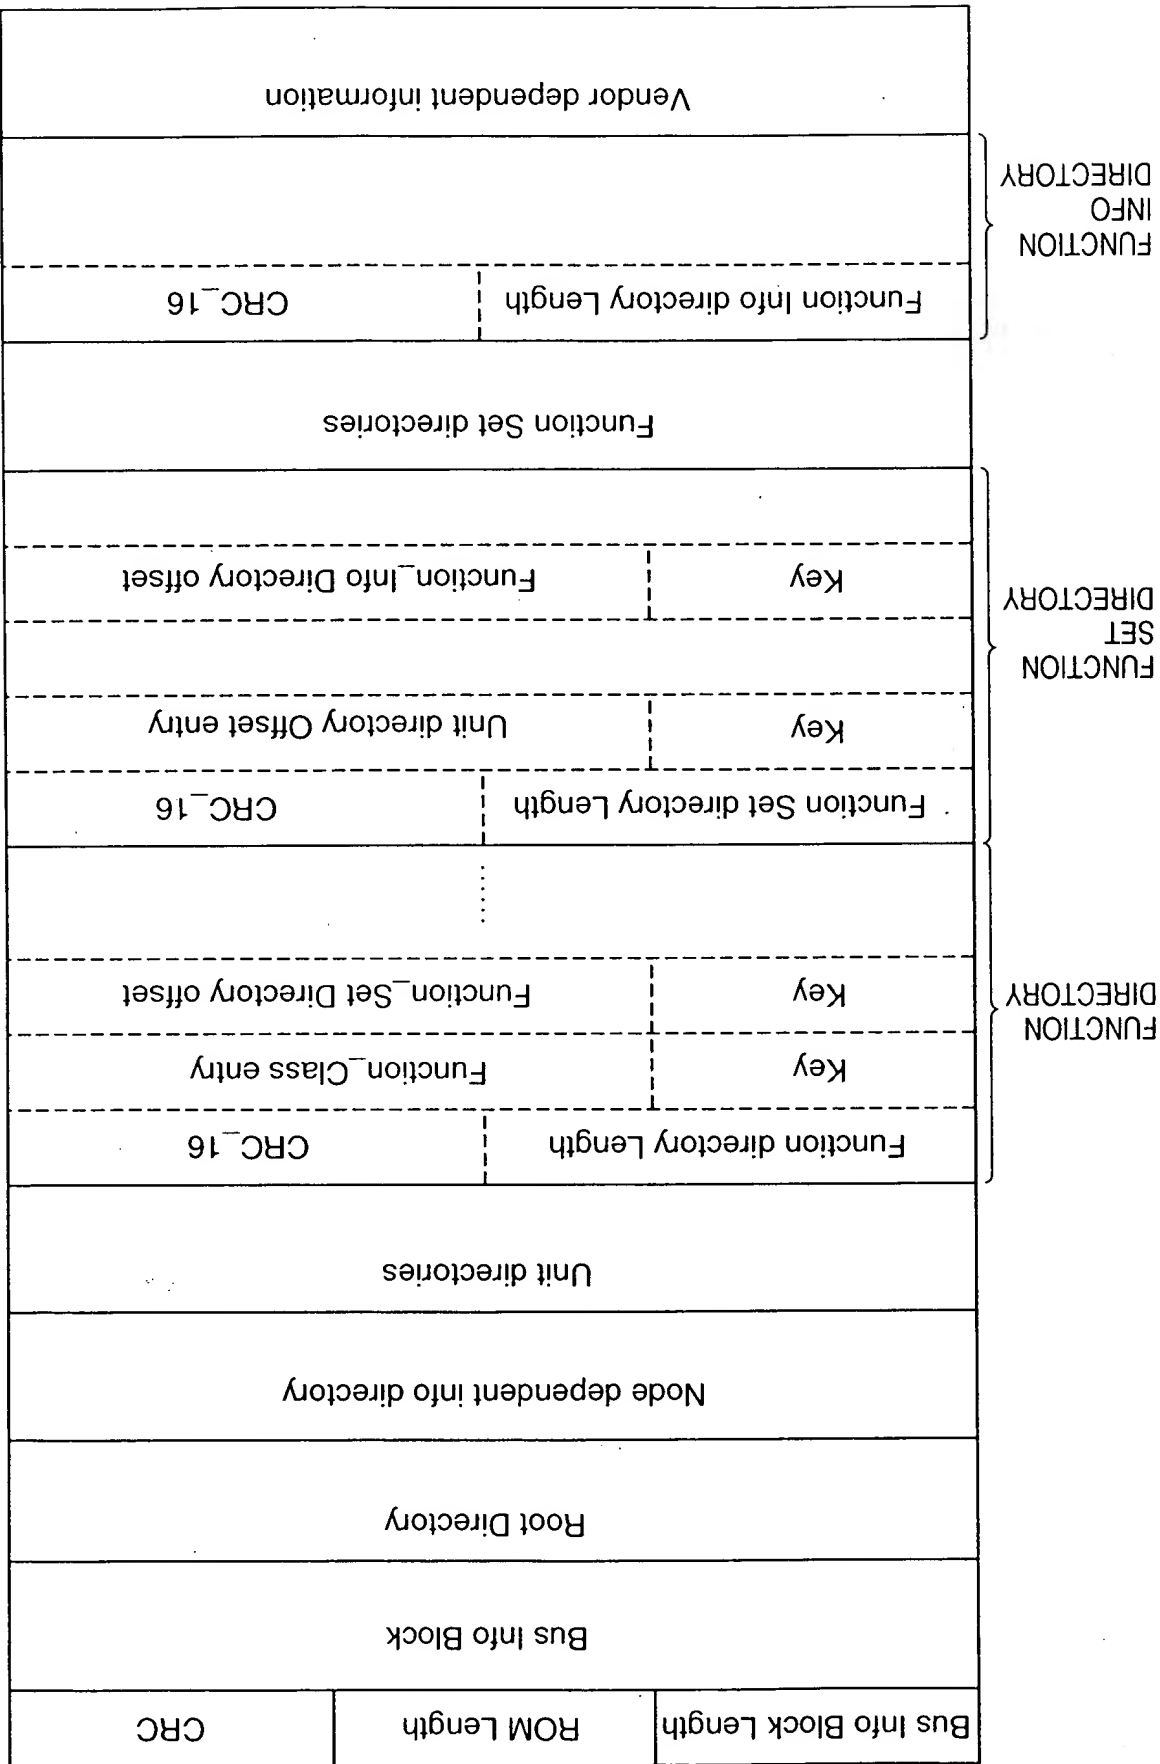 Bus Info Block Length
ROM Length
CRC
Bus Info Block
Root Directory
Node dependent info directory
Unit directories
FUNCTION
DIRECTORY
Function directory Length
CRC_16
Key
Function_Class entry
Key
Function_Set Directory offset
......
FUNCTION
SET
DIRECTORY
Function Set directory Length
CRC_16
Key
Unit directory Offset entry
Key
Function_Info Directory offset
Function Set directories
FUNCTION
INFO
DIRECTORY
Function Info directory Length
CRC_16
Vendor dependent information